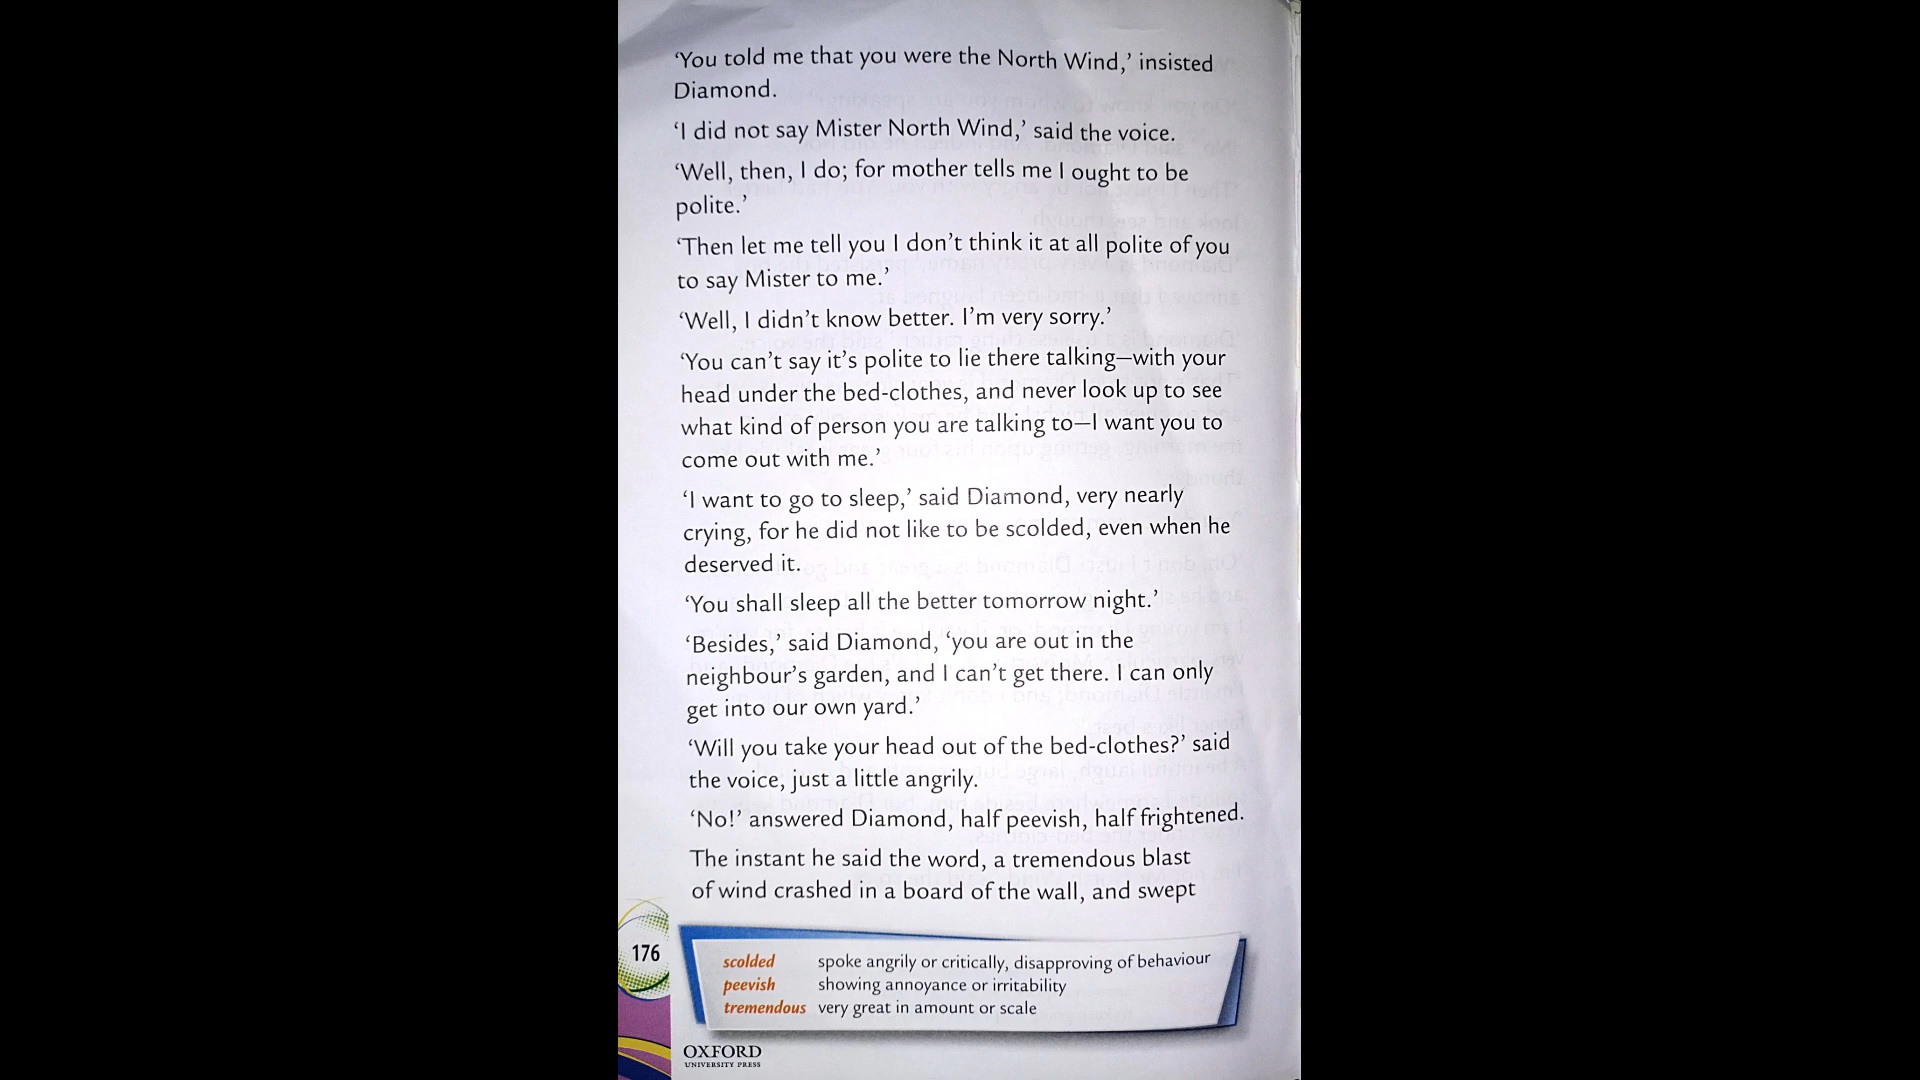 ‘You told me that you were the North Wind,’ insisted
Diamond.
‘I did not say Mister North Wind,’ said the voice.
‘Well, then, I do; for mother tells me I ought to be
polite.’
‘Then let me tell you I don’t think it at all polite of you
to say Mister to me.’
‘Well, I didn’t know better. I’m very sorry.’
‘You can’t say it’s polite to lie there talking—with your
head under the bed-clothes, and never look up to see
what kind of person you are talking to—I want you to
come out with me.’
‘I want to go to sleep,’ said Diamond, very nearly
crying, for he did not like to be scolded, even when he
deserved it.
‘You shall sleep all the better tomorrow night.’
‘Besides,’ said Diamond, ‘you are out in the
neighbour’s garden, and I can’t get there. I can only
get into our own yard.’
‘Will you take your head out of the bed-clothes?’ said
the voice, just a little angrily.
‘No!’ answered Diamond, half peevish, half frightened.
The instant he said the word, a tremendous blast
of wind crashed in a board of the wall, and swept
176
scolded spoke angrily or critically, disapproving of behaviour
peevish showing annoyance or irritability
tremendous very great in amount or scale
OXFORD
UNIVERSITY PRESS